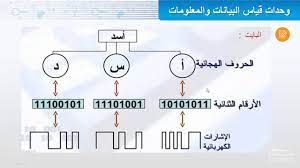 وحدات قياس البيانات والمعلومات
البايت :
أسد
الحروف الهجائية
أ س د
الأرقام الثنائية
10101011 11101001 11100101
الإشارات
الكهربائية